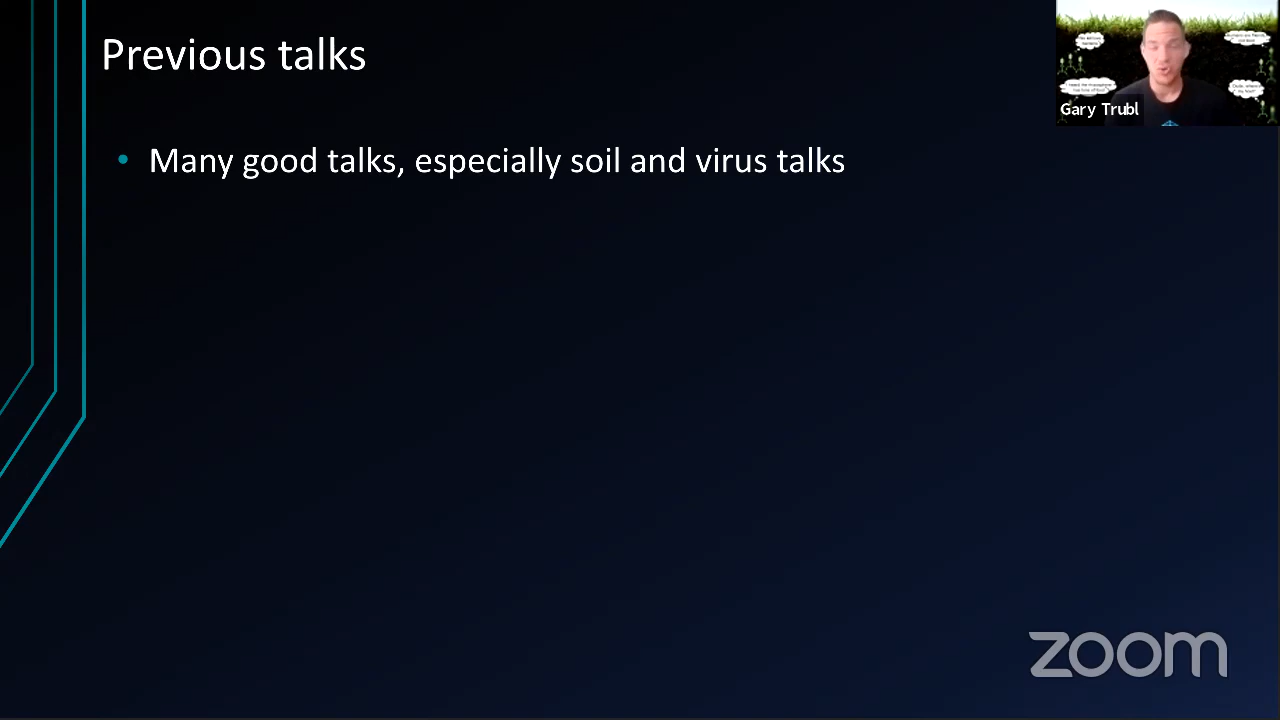 Previous talks
• Many good talks, especially soil and virus talks
Gary Trubl
zoom